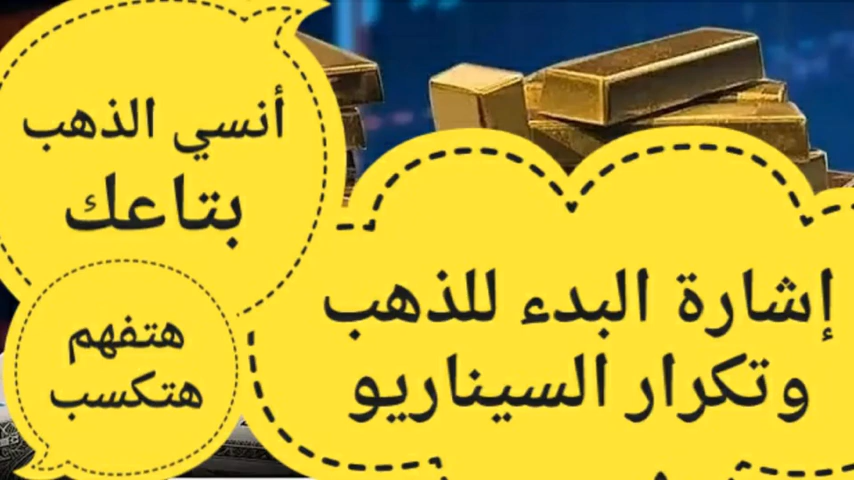 أنسي الذهب
بتاعك
إشارة البدء للذهب
وتكرار السيناريو
هتفهم
هتكسب